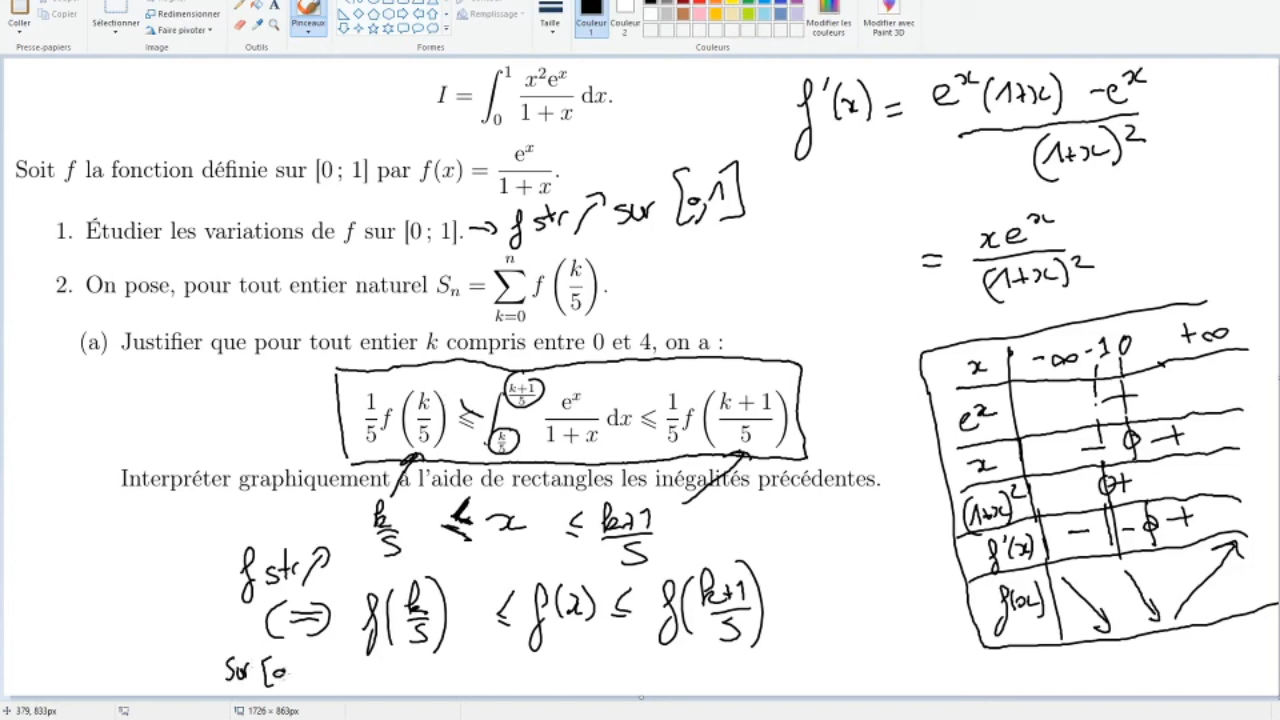 Coller
Copier
Presse-papiers
Sélectionner
Redimensionner
Faire pivoter
Image
Outils
Pinceaux
Contour
Remplissage
Formes
Taille
Couleur 1
Couleur 2
Modifier les couleurs
Modifier avec Paint 3D
Couleurs
I = ∫₀¹ x²eˣ / (1 + x) dx.
Soit f la fonction définie sur [0 ; 1] par f(x) = eˣ / (1 + x).
1. Étudier les variations de f sur [0 ; 1]. → f str ↗ sur [0,1]
2. On pose, pour tout entier naturel Sₙ = ∑_{k=0}^{n} f(k/5).
(a) Justifier que pour tout entier k compris entre 0 et 4, on a :
1/5 f(k/5) ⩽ ∫_{k/5}^{(k+1)/5} eˣ / (1 + x) dx ⩽ 1/5 f((k + 1)/5)
Interpréter graphiquement à l'aide de rectangles les inégalités précédentes.
k/5 ≤ x ≤ (k+1)/5
f str ↗
(⇒) f(k/5) ≤ f(x) ≤ f((k+1)/5)
Sur [0
f'(x) = (eˣ(1+x) - eˣ) / (1+x)²
= xeˣ / (1+x)²
x -∞ -1 0 +∞
eˣ +
x - 0 +
(1+x)² 0 +
f'(x) - - 0 +
f(x) ↘ ↘ ↗
379, 833px
1726 × 863px